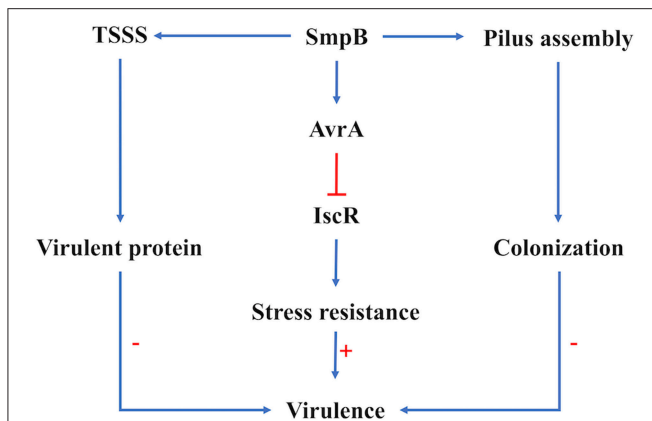 TSSS SmpB Pilus assembly
AvrA
IscR
Virulent protein Colonization
Stress resistance
- + -
Virulence